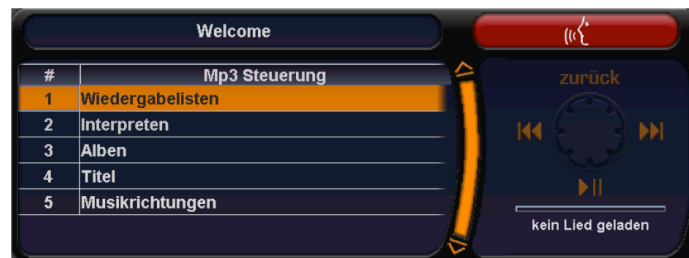 Welcome
# Mp3 Steuerung
1 Wiedergabelisten
2 Interpreten
3 Alben
4 Titel
5 Musikrichtungen
zurück
kein Lied geladen